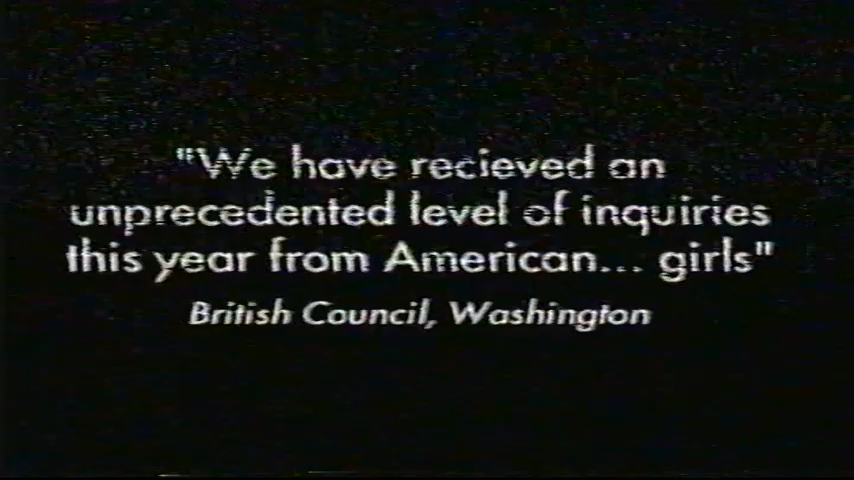 "We have recieved an
unprecedented level of inquiries
this year from American... girls"
British Council, Washington